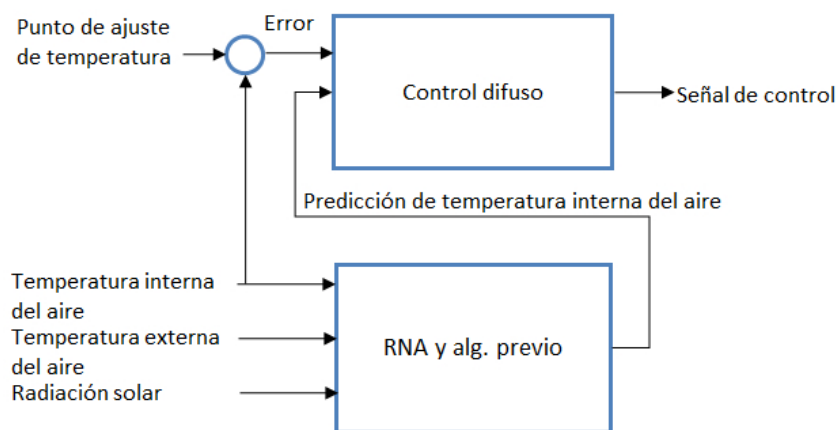 Punto de ajuste
de temperatura
Error
Control difuso
Señal de control
Predicción de temperatura interna del aire
Temperatura interna
del aire
Temperatura externa
del aire
Radiación solar
RNA y alg. previo